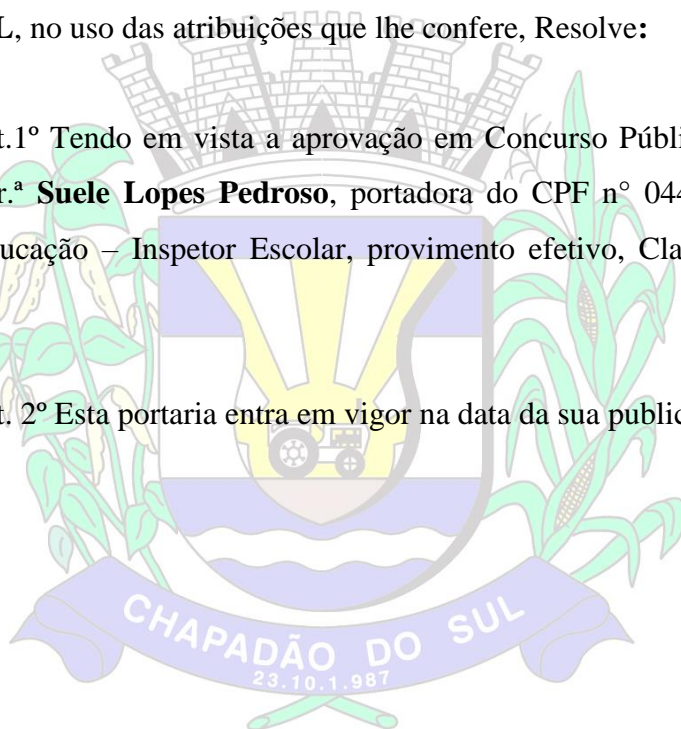 L, no uso das atribuições que lhe confere, Resolve:
t.1º Tendo em vista a aprovação em Concurso Públi
r.ª Suele Lopes Pedroso, portadora do CPF n° 044
ucação – Inspetor Escolar, provimento efetivo, Cla
t. 2º Esta portaria entra em vigor na data da sua public
CHAPADÃO DO SUL
23.10.1.987